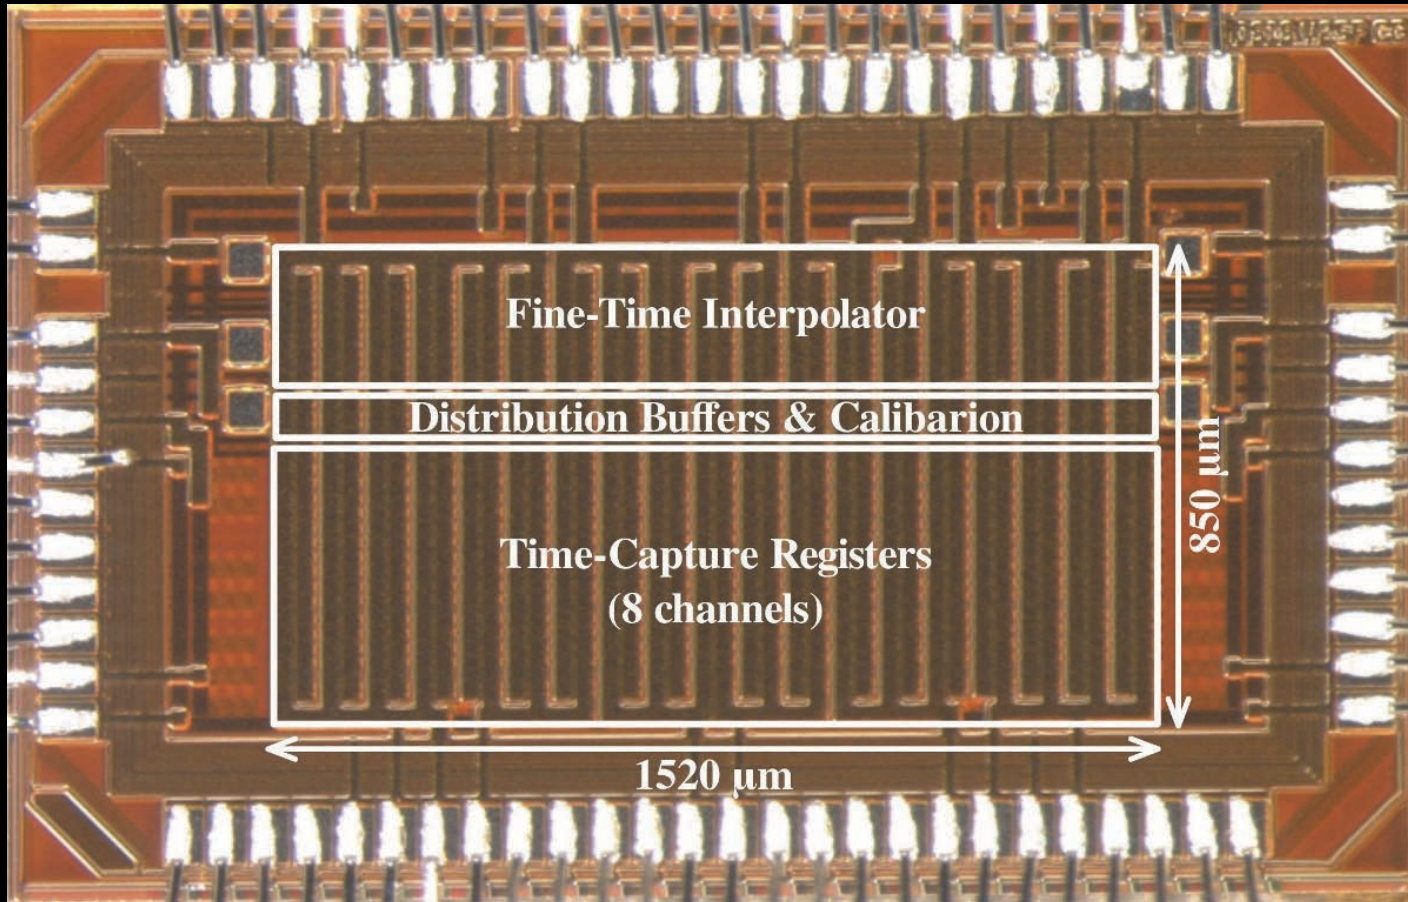 Fine-Time Interpolator
Distribution Buffers & Calibarion
850 μm
Time-Capture Registers
(8 channels)
1520 μm